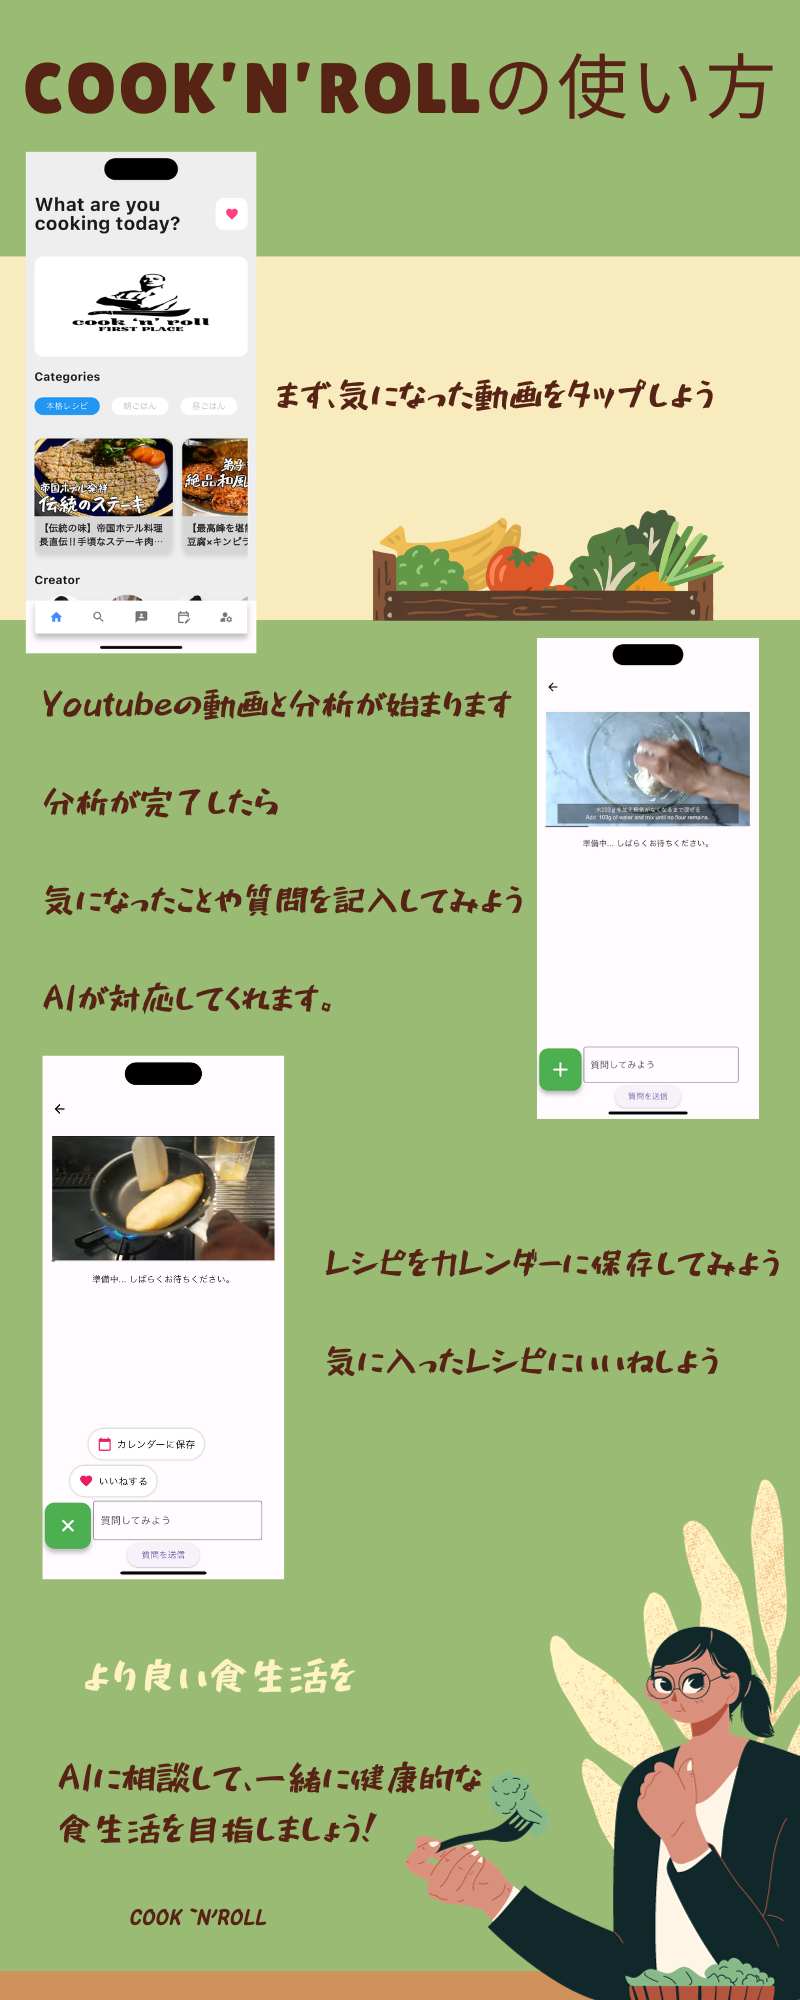 COOK'N'ROLLの使い方
What are you
cooking today?
cook 'n' roll
FIRST PLACE
Categories
本格レシピ
朝ごはん
昼ごはん
帝国ホテル発祥
伝統のステーキ
弟子
絶品和風
【伝統の味】帝国ホテル料理
長直伝!!手頃なステーキ肉…
【最高峰を堪
豆腐×キンピラ
Creator
まず、気になった動画をタップしよう
Youtubeの動画と分析が始まります
分析が完了したら
気になったことや質問を記入してみよう
AIが対応してくれます。
水103gを加え粉気がなくなるまで混ぜる
Add 103g of water and mix until no flour remains.
準備中... しばらくお待ちください。
質問してみよう
質問を送信
準備中... しばらくお待ちください。
カレンダーに保存
いいねする
質問してみよう
質問を送信
レシピをカレンダーに保存してみよう
気に入ったレシピにいいねしよう
より良い食生活を
AIに相談して、一緒に健康的な
食生活を目指しましょう!
COOK `N'ROLL